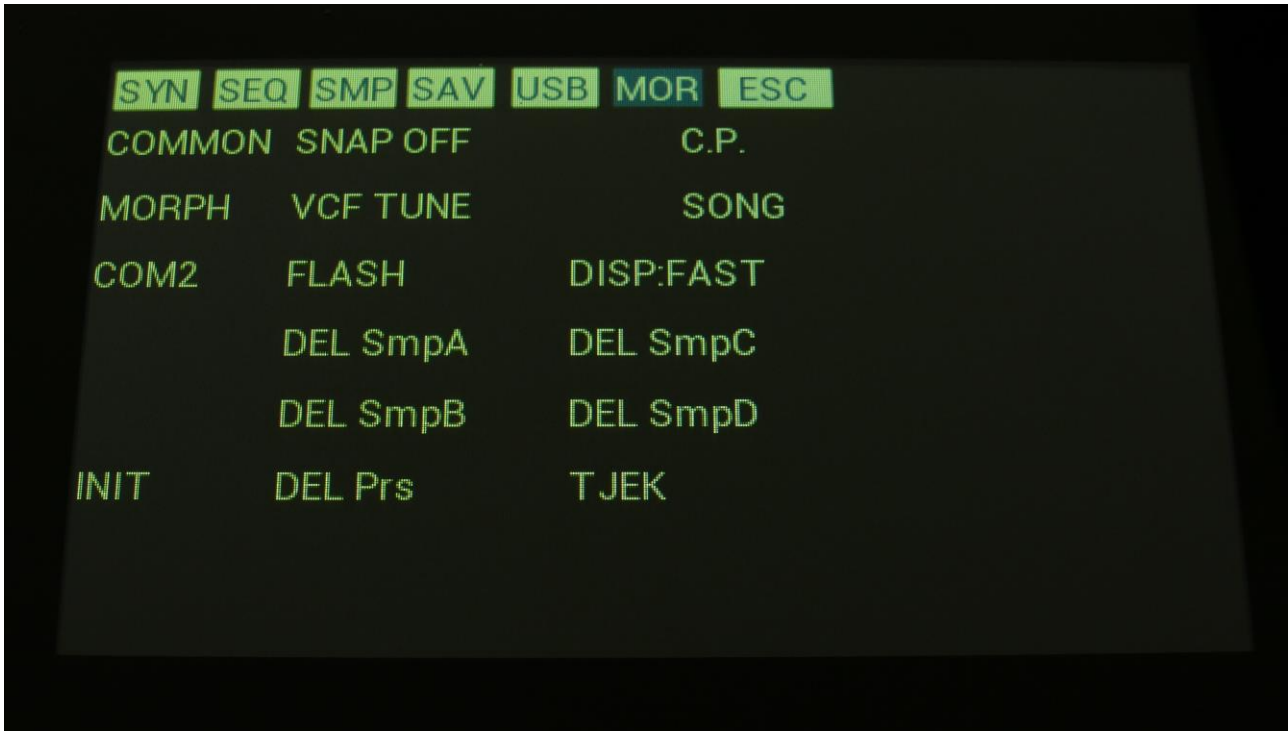 SYN SEQ SMP SAV USB MOR ESC
COMMON SNAP OFF C.P.
MORPH VCF TUNE SONG
COM2 FLASH DISP:FAST
DEL SmpA DEL SmpC
DEL SmpB DEL SmpD
INIT DEL Prs TJEK